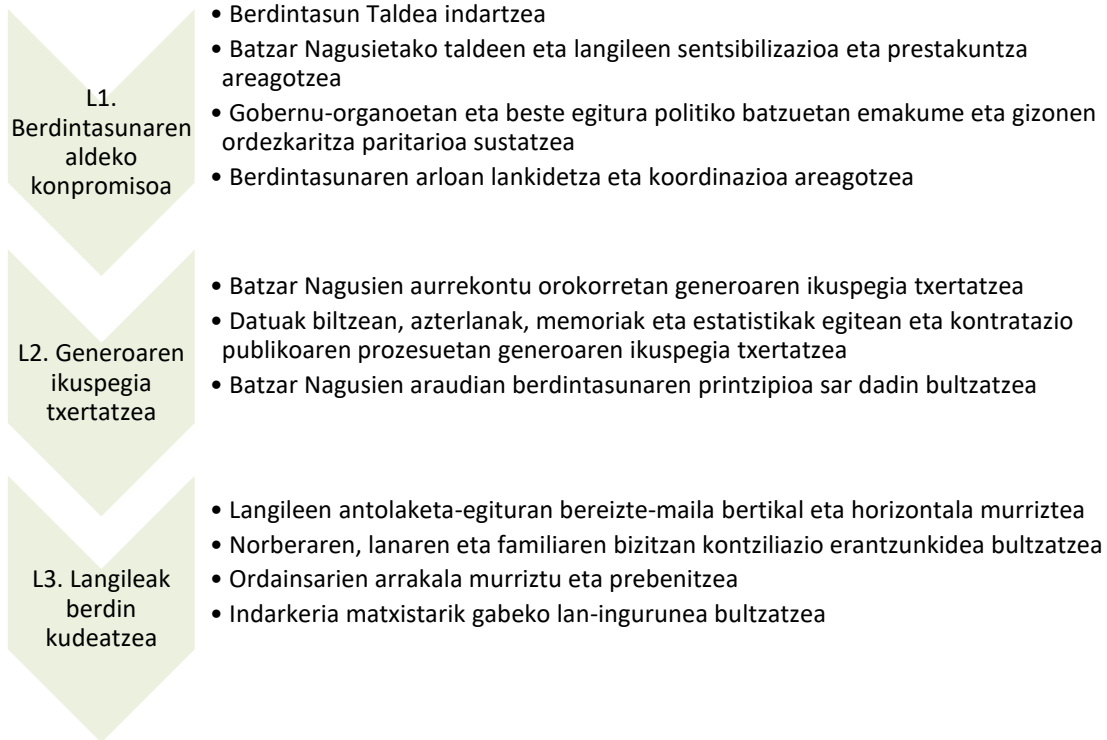 L1.
Berdintasunaren
aldeko
konpromisoa
• Berdintasun Taldea indartzea
• Batzar Nagusietako taldeen eta langileen sentsibilizazioa eta prestakuntza
areagotzea
• Gobernu-organoetan eta beste egitura politiko batzuetan emakume eta gizonen
ordezkaritza paritarioa sustatzea
• Berdintasunaren arloan lankidetza eta koordinazioa areagotzea
L2. Generoaren
ikuspegia
txertatzea
• Batzar Nagusien aurrekontu orokorretan generoaren ikuspegia txertatzea
• Datuak biltzean, azterlanak, memoriak eta estatistikak egitean eta kontratazio
publikoaren prozesuetan generoaren ikuspegia txertatzea
• Batzar Nagusien araudian berdintasunaren printzipioa sar dadin bultzatzea
L3. Langileak
berdin
kudeatzea
• Langileen antolaketa-egituran bereizte-maila bertikal eta horizontala murriztea
• Norberaren, lanaren eta familiaren bizitzan kontziliazio erantzunkidea bultzatzea
• Ordainsarien arrakala murriztu eta prebenitzea
• Indarkeria matxistarik gabeko lan-ingurunea bultzatzea